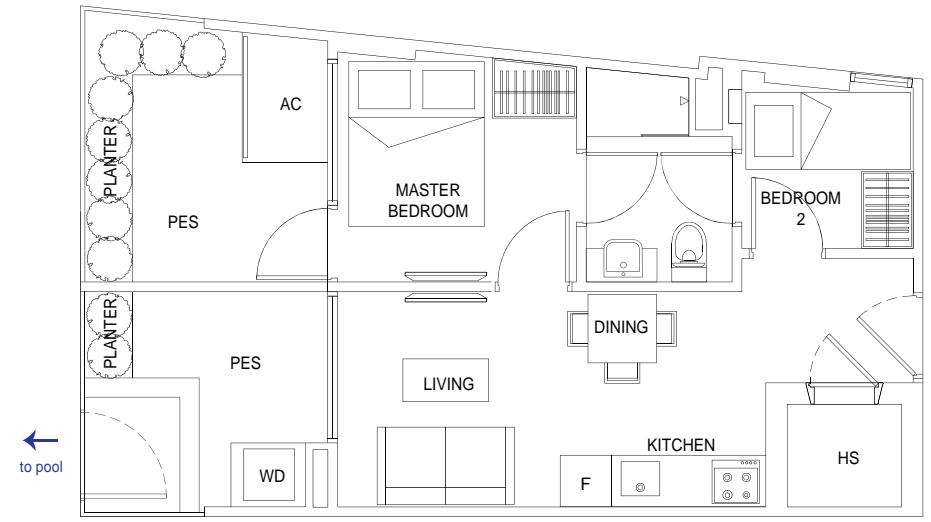 AC
PLANTER
PES
MASTER
BEDROOM
BEDROOM
2
PLANTER
PES
LIVING
DINING
KITCHEN
to pool
WD
F
HS